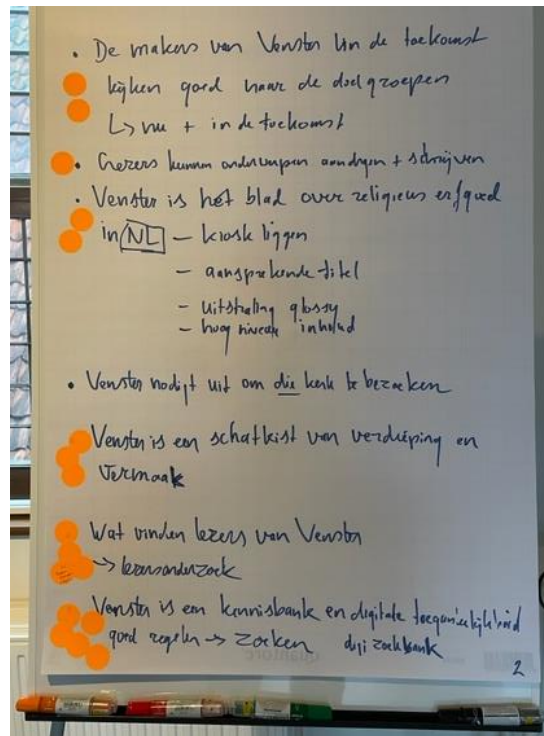 • De makers van Venster in de toekomst
kijken goed naar de doelgroepen
↳ nu + in de toekomst
• Lezers kunnen onderwerpen aandragen + schrijven
• Venster is hét blad over religieus erfgoed
in NL — kiosk liggen
— aansprekende titel
— uitstraling glossy
— hoog niveau inhoud
• Venster nodigt uit om die kerk te bezoeken
Venster is een schatkist van verdieping en
vermaak
Wat vinden lezers van Venster
→ lezersonderzoek
Venster is een kennisbank en digitale toegankelijkheid
goed regelen → zoeken digi zoekbank
2